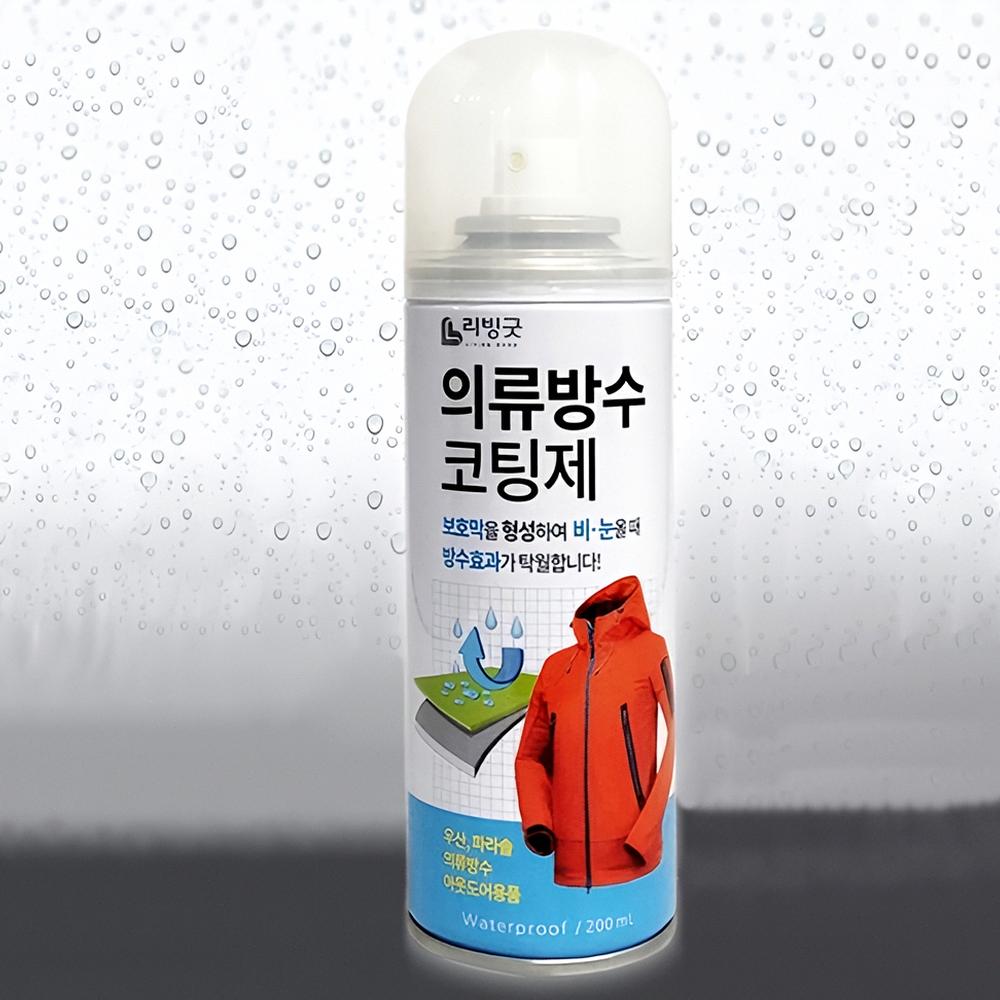 리빙굿
의류방수
코팅제
보호막을 형성하여 비·눈올 때
방수효과가 탁월합니다!
우산, 파라솔
의류방수
아웃도어용품
Waterproof / 200 mL